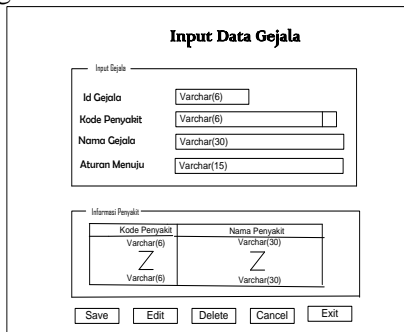 Input Data Gejala
Input Gejala
Id Gejala Varchar(6)
Kode Penyakit Varchar(6)
Nama Gejala Varchar(30)
Aturan Menuju Varchar(15)
Informasi Penyakit
Kode Penyakit Nama Penyakit
Varchar(6) Varchar(30)
Z Z
Varchar(6) Varchar(30)
Save Edit Delete Cancel Exit